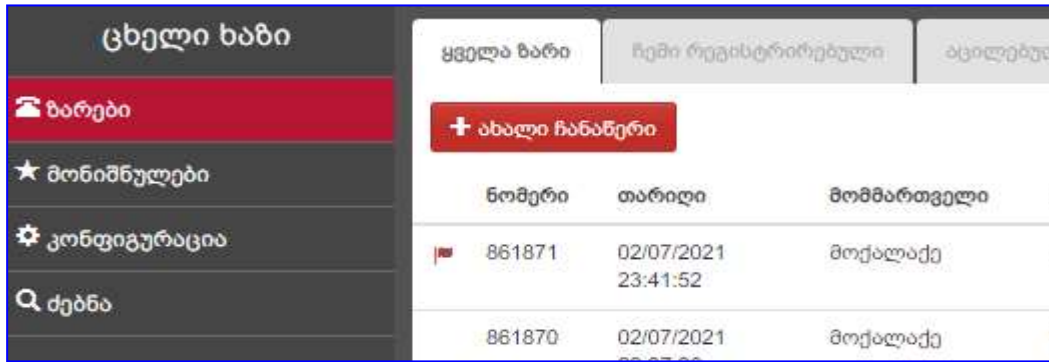 ცხელი ხაზი
ზარები
მონიშნულები
კონფიგურაცია
ძებნა
ყველა ზარი
ჩემი რეგისტრირებული
+ ახალი ჩანაწერი
ნომერი თარიღი მომმართველი
861871 02/07/2021 მოქალაქე
23:41:52
861870 02/07/2021 მოქალაქე